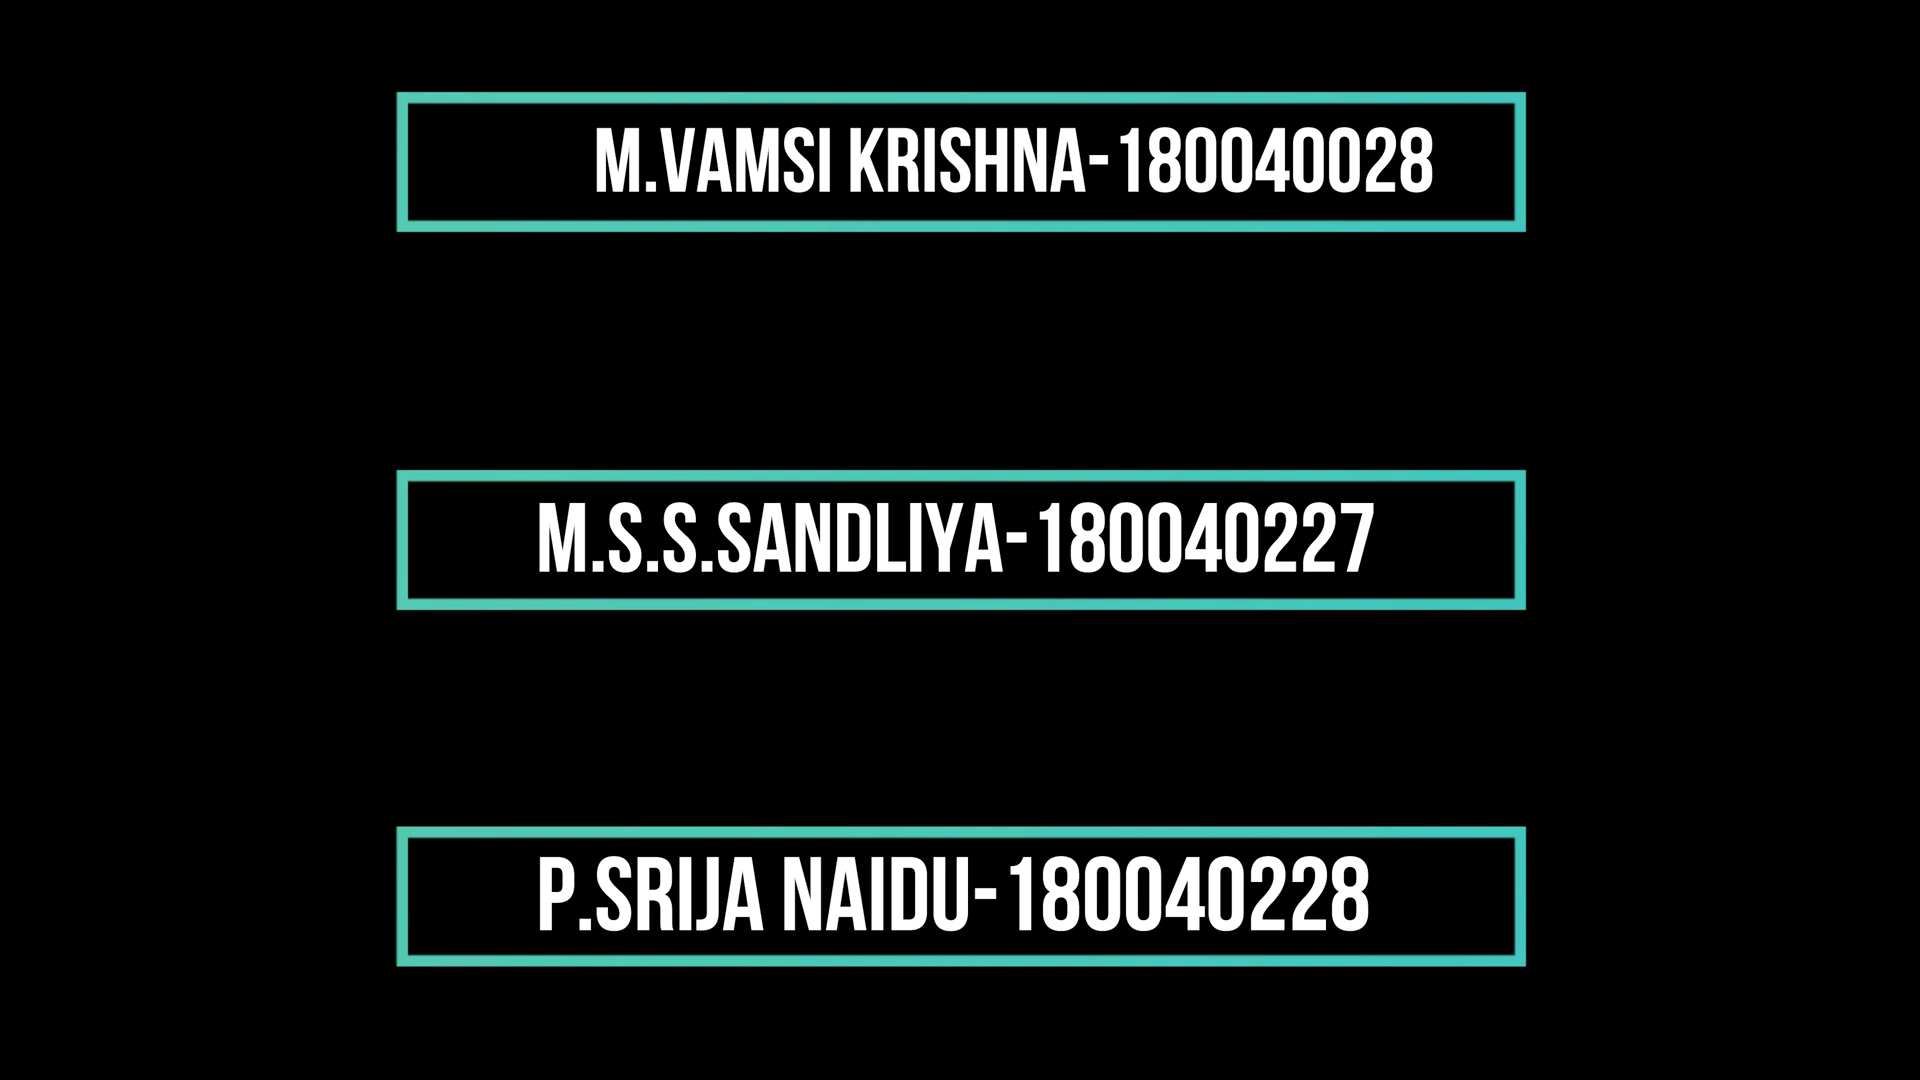 M.VAMSI KRISHNA-180040028
M.S.S.SANDLIYA-180040227
P.SRIJA NAIDU-180040228